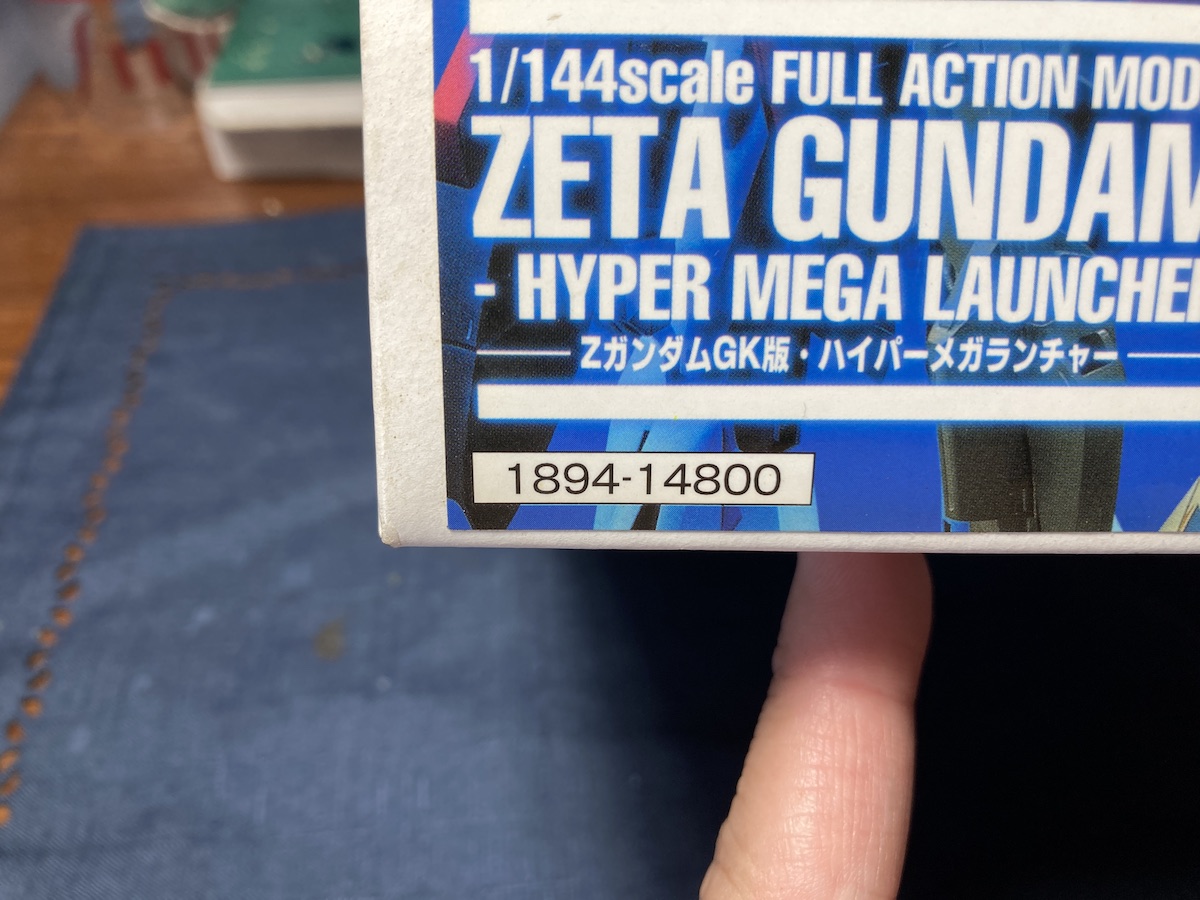 1/144scale FULL ACTION MOD
ZETA GUNDAM
- HYPER MEGA LAUNCHE
ZガンダムGK版・ハイパーメガランチャー
1894-14800